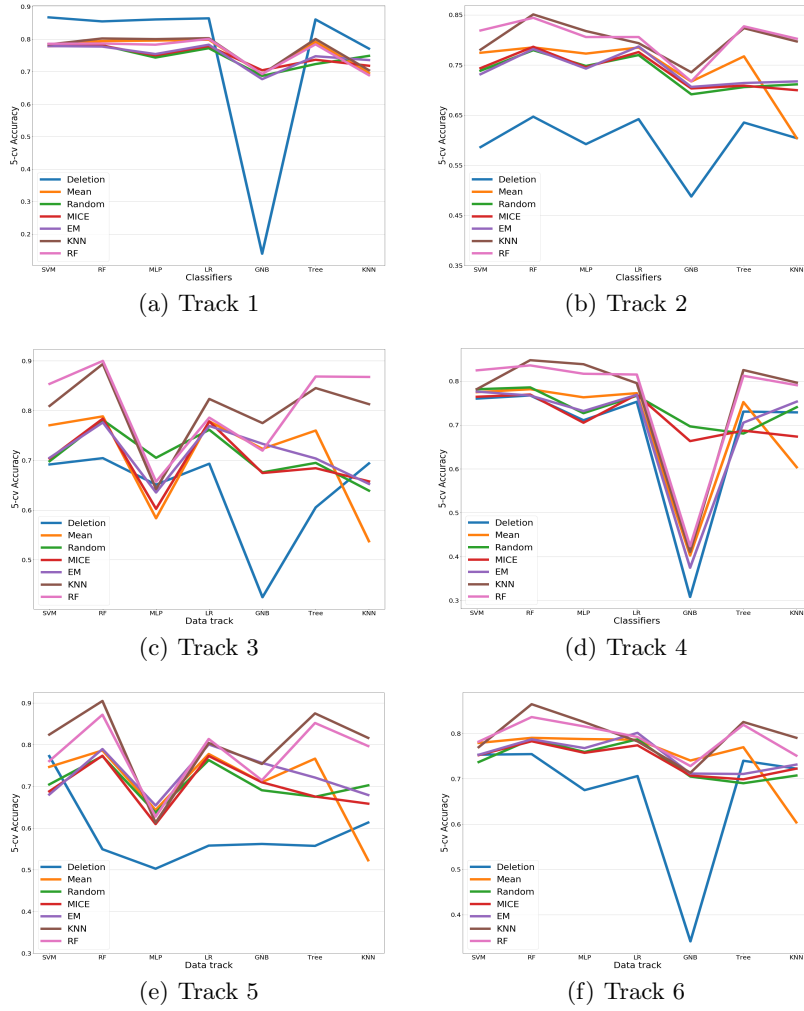 0.9
0.8
0.7
0.6
0.5
0.4
0.3
0.2
5-cv Accuracy
Deletion
Mean
Random
MICE
EM
KNN
RF
SVM RF MLP LR GNB Tree KNN
Classifiers
(a) Track 1
0.85
0.75
0.65
0.55
0.45
0.35
5-cv Accuracy
Deletion
Mean
Random
MICE
EM
KNN
RF
SVM RF MLP LR GNB Tree KNN
Classifiers
(b) Track 2
0.9
0.8
0.7
0.6
0.5
5-cv Accuracy
Deletion
Mean
Random
MICE
EM
KNN
RF
SVM RF MLP LR GNB Tree KNN
Data track
(c) Track 3
0.8
0.7
0.6
0.5
0.4
0.3
5-cv Accuracy
Deletion
Mean
Random
MICE
EM
KNN
RF
SVM RF MLP LR GNB Tree KNN
Classifiers
(d) Track 4
0.9
0.8
0.7
0.6
0.5
0.4
0.3
5-cv Accuracy
Deletion
Mean
Random
MICE
EM
KNN
RF
SVM RF MLP LR GNB Tree KNN
Data track
(e) Track 5
0.8
0.7
0.6
0.5
0.4
5-cv Accuracy
Deletion
Mean
Random
MICE
EM
KNN
RF
SVM RF MLP LR GNB Tree KNN
Data track
(f) Track 6